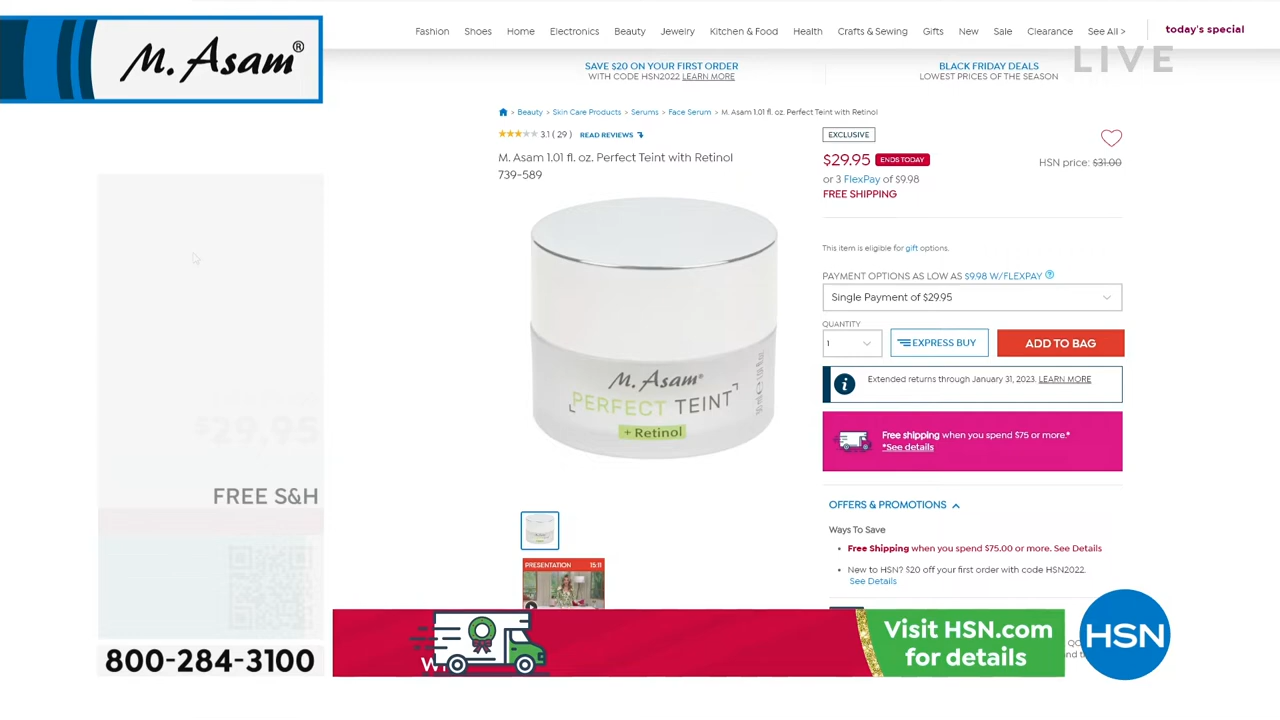 M. Asam®
Fashion Shoes Home Electronics Beauty Jewelry Kitchen & Food Health Crafts & Sewing Gifts New Sale Clearance See All > today's special
LIVE
SAVE $20 ON YOUR FIRST ORDER
WITH CODE HSN2022 LEARN MORE
BLACK FRIDAY DEALS
LOWEST PRICES OF THE SEASON
> Beauty > Skin Care Products > Serums > Face Serum > M. Asam 1.01 fl. oz. Perfect Teint with Retinol
3.1 ( 29 ) READ REVIEWS
M. Asam 1.01 fl. oz. Perfect Teint with Retinol
739-589
EXCLUSIVE
$29.95 ENDS TODAY
HSN price: $31.00
or 3 FlexPay of $9.98
FREE SHIPPING
This item is eligible for gift options.
PAYMENT OPTIONS AS LOW AS $9.98 W/FLEXPAY ?
Single Payment of $29.95
QUANTITY
1
EXPRESS BUY
ADD TO BAG
Extended returns through January 31, 2023. LEARN MORE
Free shipping when you spend $75 or more.*
*See details
M. Asam®
PERFECT TEINT
+ Retinol
$29.95
FREE S&H
OFFERS & PROMOTIONS
Ways To Save
• Free Shipping when you spend $75.00 or more. See Details
• New to HSN? $20 off your first order with code HSN2022.
See Details
PRESENTATION 15:11
800-284-3100
Visit HSN.com
for details
HSN